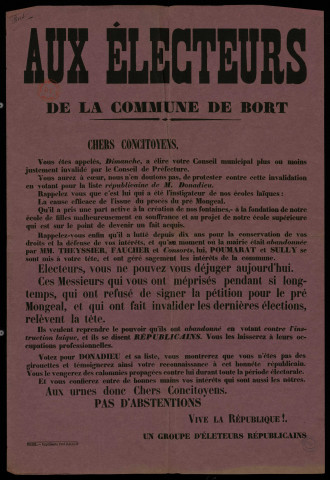 AUX ÉLECTEURS
DE LA COMMUNE DE BORT
CHERS CONCITOYENS,
Vous êtes appelés, Dimanche, a élire votre Conseil municipal plus ou moins
justement invalidé par le Conseil de Préfecture.
Vous aurez à cœur, nous n'en doutons pas, de protester contre cette invalidation
en votant pour la liste républicaine de M. Donadieu.
Rappelez vous que c'est lui qui a été l'instigateur de nos écoles laïques :
La cause efficace de l'issue du procès du pré Mongeal,
Qu'il a pris une part active à la création de nos fontaines,- à la fondation de notre
école de filles malheureusement en souffrance et au projet de notre école supérieure
qui est sur le point de devenir un fait acquis.
Rappelez-vous enfin qu'il a lutté depuis dix ans pour la conservation de vos
droits et la défense de vos intérêts, et qu'au moment où la mairie était abandonnée
par MM. THEYSSIER, FAUCHER et Consorts, lui, POUMARAT et SULLY se
sont mis à votre tête, et ont géré sagement les intérêts de la commune.
Electeurs, vous ne pouvez vous déjuger aujourd'hui.
Ces Messieurs qui vous ont méprisés pendant si long-
temps, qui ont refusé de signer la pétition pour le pré
Mongeal, et qui ont fait invalider les dernières élections,
relèvent la tête.
Ils veulent reprendre le pouvoir qu'ils ont abandonné en votant contre l'ins-
truction laïque, et ils se disent RÉPUBLICAINS. Vous les laisserez à leurs oc-
cupations professionnelles.
Votez pour DONADIEU et sa liste, vous montrerez que vous n'êtes pas des
girouettes et témoignerez ainsi votre reconnaissance à cet honnête républicain.
Vous le vengerez des calomnies propagées contre lui durant toute la période électorale.
Et vous confierez entre de bonnes mains vos intérêts qui sont aussi les nôtres.
Aux urnes donc Chers Concitoyens.
PAS D'ABSTENTIONS
VIVE LA RÉPUBLIQUE !.
UN GROUPE D'ÉLETEURS RÉPUBLICAINS